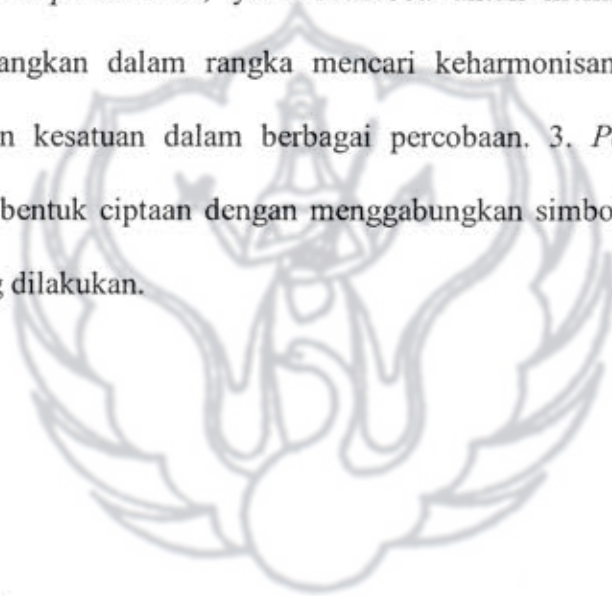 angkan dalam rangka mencari keharmonisan
n kesatuan dalam berbagai percobaan. 3. P
bentuk ciptaan dengan menggabungkan simbo
g dilakukan.